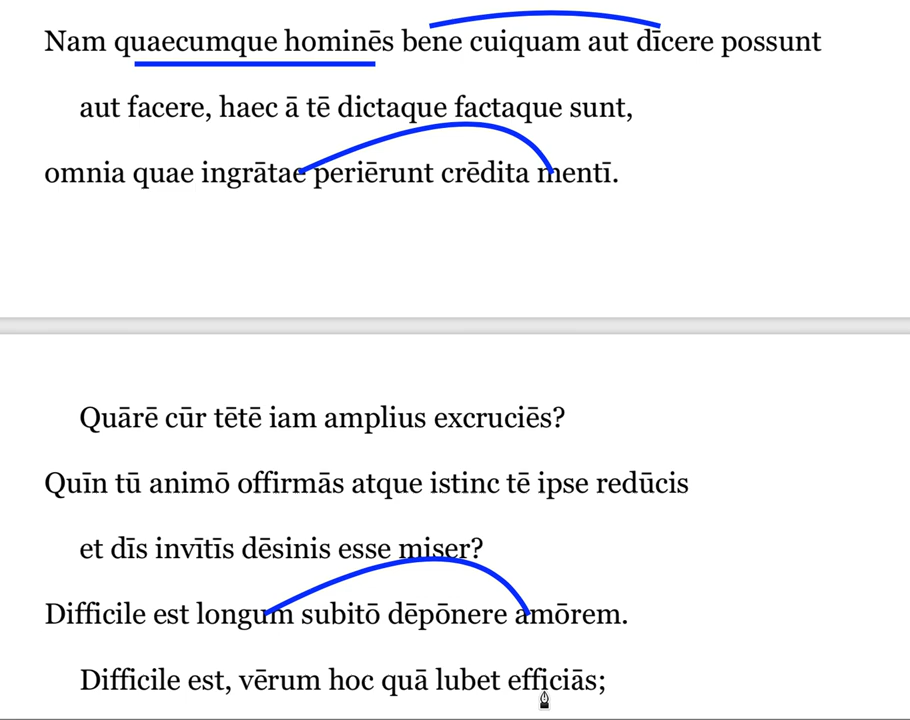 Nam quaecumque hominēs bene cuiquam aut dīcere possunt
aut facere, haec ā tē dictaque factaque sunt,
omnia quae ingrātae periērunt crēdita mentī.
Quārē cūr tētē iam amplius excruciēs?
Quīn tū animō offirmās atque istinc tē ipse redūcis
et dīs invītīs dēsinis esse miser?
Difficile est longum subitō dēpōnere amōrem.
Difficile est, vērum hoc quā lubet efficiās;